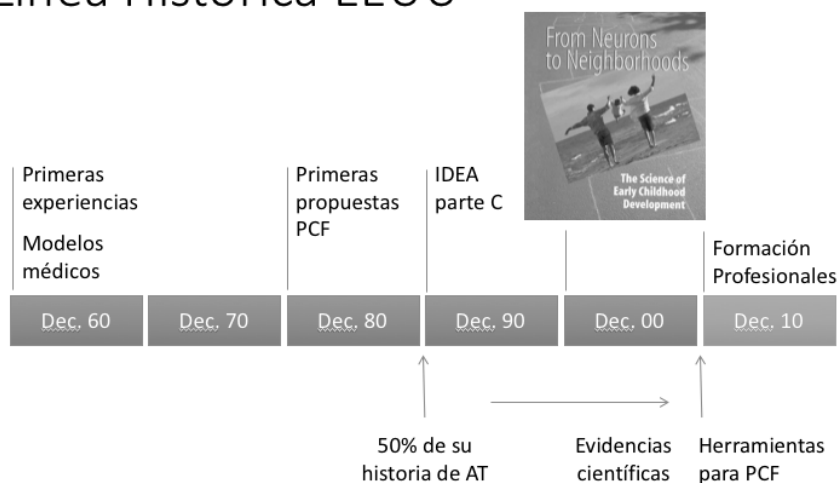 Línea Histórica EEUU
From Neurons
to Neighborhoods
The Science of
Early Childhood
Development
Primeras
experiencias
Modelos
médicos
Primeras
propuestas
PCF
IDEA
parte C
Formación
Profesionales
Dec. 60
Dec. 70
Dec. 80
Dec. 90
Dec. 00
Dec. 10
50% de su
historia de AT
Evidencias
científicas
Herramientas
para PCF